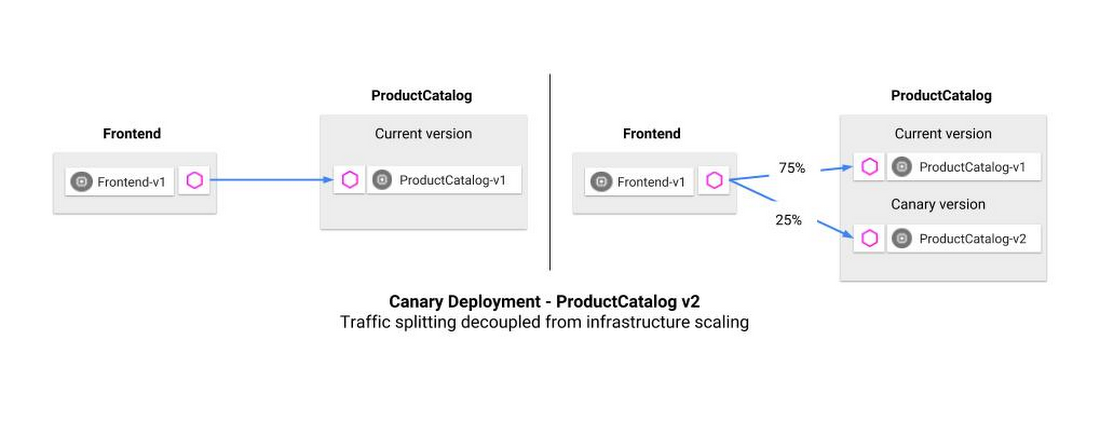 ProductCatalog
Frontend
Current version
Frontend-v1
ProductCatalog-v1
ProductCatalog
Frontend
Current version
Frontend-v1
75%
ProductCatalog-v1
Canary version
25%
ProductCatalog-v2
Canary Deployment - ProductCatalog v2
Traffic splitting decoupled from infrastructure scaling